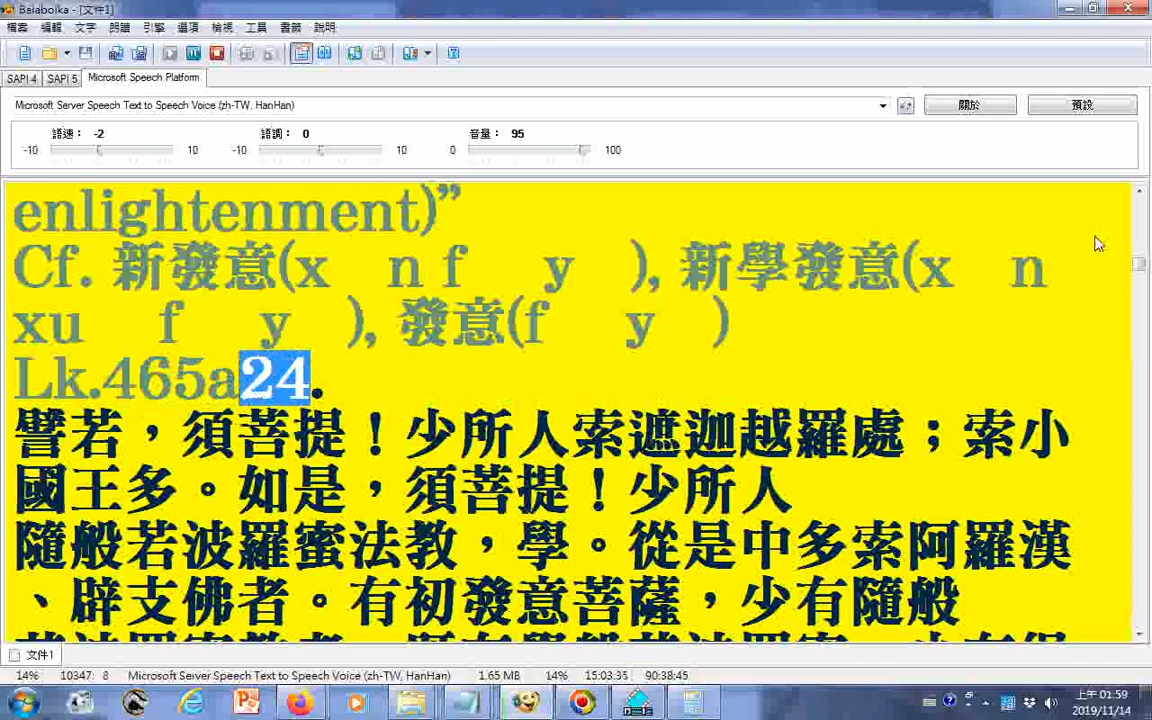 Balabolka - [文件1]
檔案 編輯 文字 朗讀 引擎 選項 檢視 工具 書籤 說明
SAPI 4 SAPI 5 Microsoft Speech Platform
Microsoft Server Speech Text to Speech Voice (zh-TW, HanHan) 關於 預設
語速： -2 語調： 0 音量： 95
-10 10 -10 10 0 100
enlightenment)”
Cf. 新發意(x n f y ), 新學發意(x n
xu f y ), 發意(f y )
Lk.465a24.
譬若，須菩提！少所人索遮迦越羅處；索小
國王多。如是，須菩提！少所人
隨般若波羅蜜法教，學。從是中多索阿羅漢
、辟支佛者。有初發意菩薩，少有隨般
文件1
14% 10347: 8 Microsoft Server Speech Text to Speech Voice (zh-TW, HanHan) 1.65 MB 14% 15:03:35 90:38:45
上午 01:59
2019/11/14